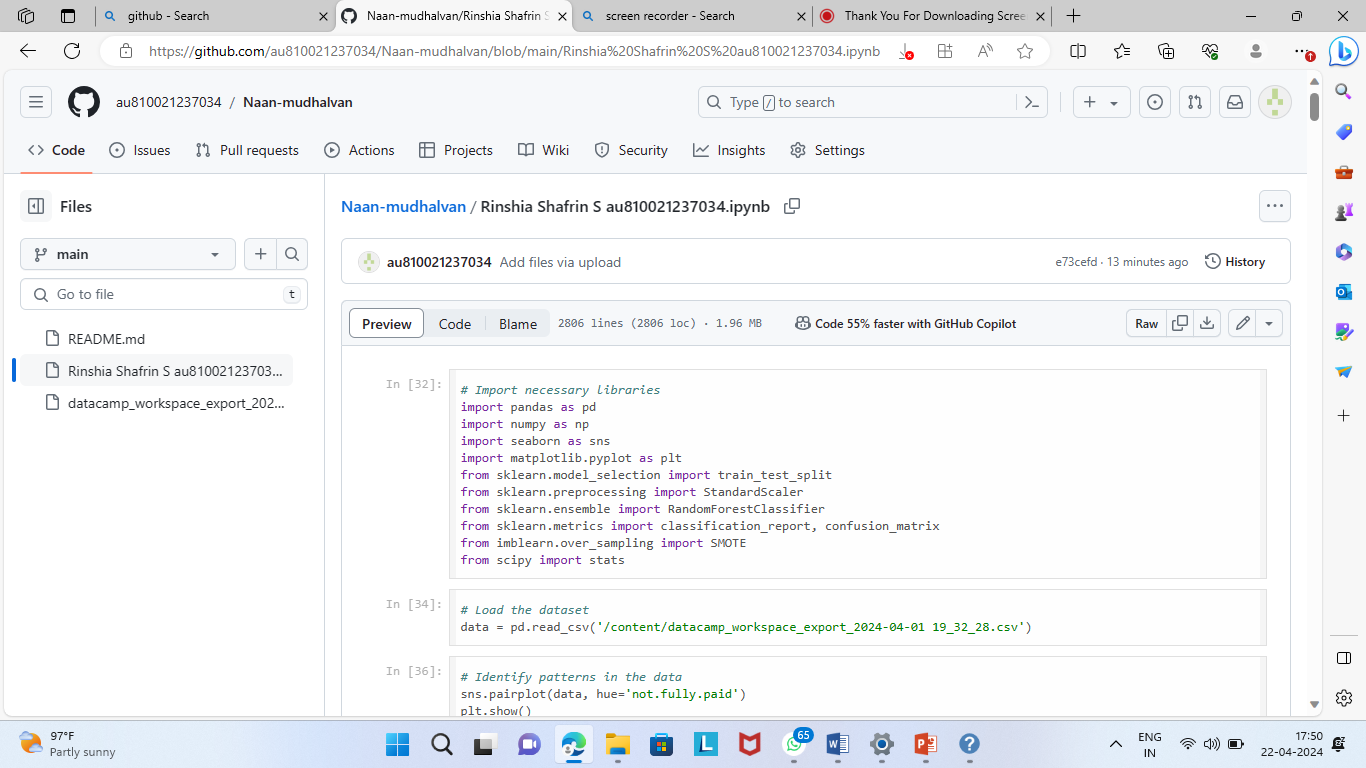 github - Search
Naan-mudhalvan/Rinshia Shafrin S
screen recorder - Search
Thank You For Downloading Scree
https://github.com/au810021237034/Naan-mudhalvan/blob/main/Rinshia%20Shafrin%20S%20au810021237034.ipynb
au810021237034 / Naan-mudhalvan
Type / to search
Code
Issues
Pull requests
Actions
Projects
Wiki
Security
Insights
Settings
Files
main
Go to file
t
README.md
Rinshia Shafrin S au81002123703...
datacamp_workspace_export_202...
Naan-mudhalvan / Rinshia Shafrin S au810021237034.ipynb
au810021237034 Add files via upload
e73cefd · 13 minutes ago
History
Preview
Code
Blame
2806 lines (2806 loc) · 1.96 MB
Code 55% faster with GitHub Copilot
Raw
In [32]:
# Import necessary libraries
import pandas as pd
import numpy as np
import seaborn as sns
import matplotlib.pyplot as plt
from sklearn.model_selection import train_test_split
from sklearn.preprocessing import StandardScaler
from sklearn.ensemble import RandomForestClassifier
from sklearn.metrics import classification_report, confusion_matrix
from imblearn.over_sampling import SMOTE
from scipy import stats
In [34]:
# Load the dataset
data = pd.read_csv('/content/datacamp_workspace_export_2024-04-01 19_32_28.csv')
In [36]:
# Identify patterns in the data
sns.pairplot(data, hue='not.fully.paid')
plt.show()
97°F
Partly sunny
65
ENG
IN
17:50
22-04-2024